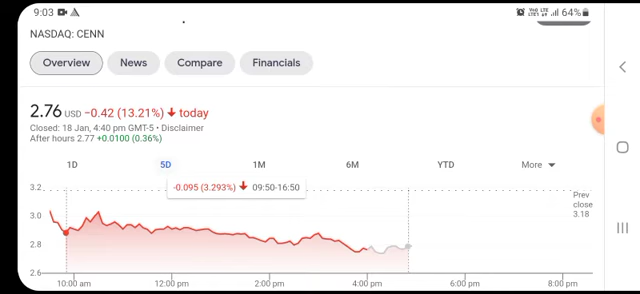 9:03 64%
NASDAQ: CENN
Overview News Compare Financials
2.76 USD −0.42 (13.21%) today
Closed: 18 Jan, 4:40 pm GMT-5 • Disclaimer
After hours 2.77 +0.0100 (0.36%)
1D 5D 1M 6M YTD More
-0.095 (3.293%) 09:50-16:50
3.2
Prev
close
3.18
3.0
2.8
2.6
10:00 am 12:00 pm 2:00 pm 4:00 pm 6:00 pm 8:00 pm